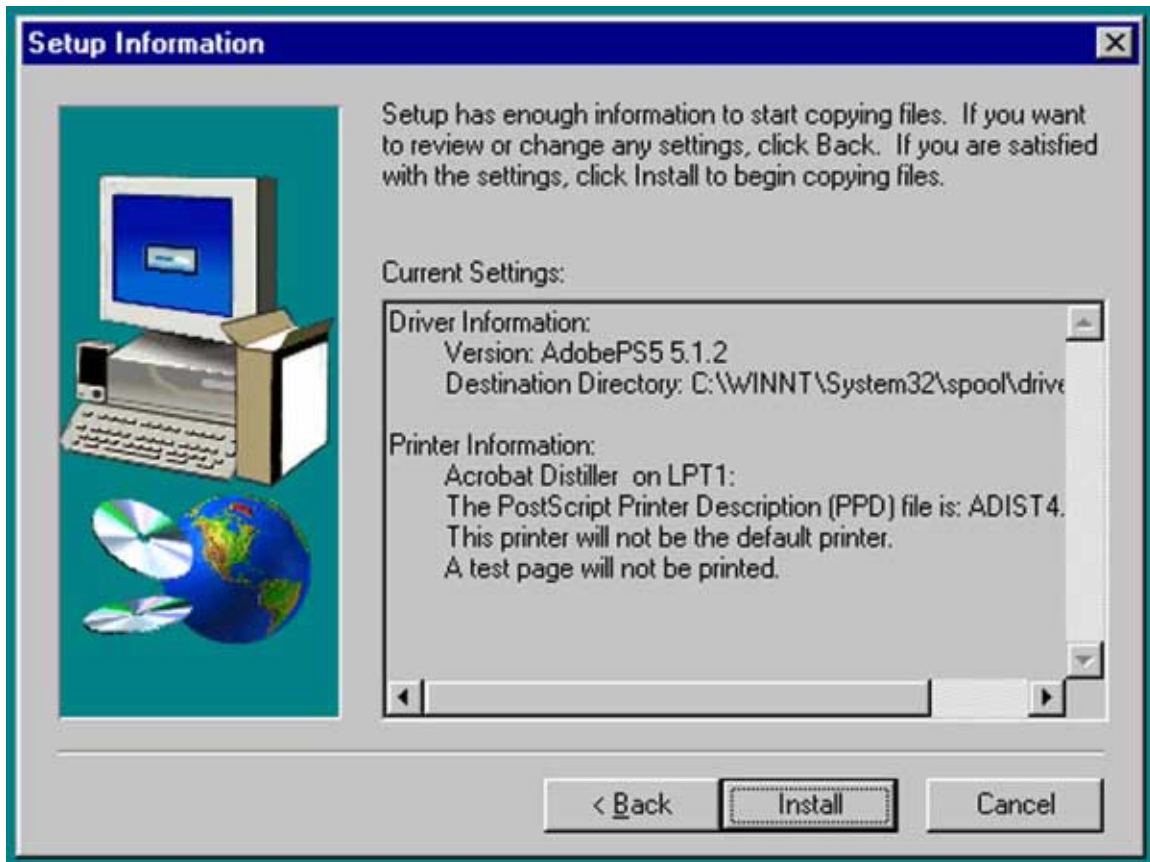 Setup Information
Setup has enough information to start copying files. If you want
to review or change any settings, click Back. If you are satisfied
with the settings, click Install to begin copying files.
Current Settings:
Driver Information:
Version: AdobePS5 5.1.2
Destination Directory: C:\WINNT\System32\spool\drive
Printer Information:
Acrobat Distiller on LPT1:
The PostScript Printer Description (PPD) file is: ADIST4.
This printer will not be the default printer.
A test page will not be printed.
< Back Install Cancel